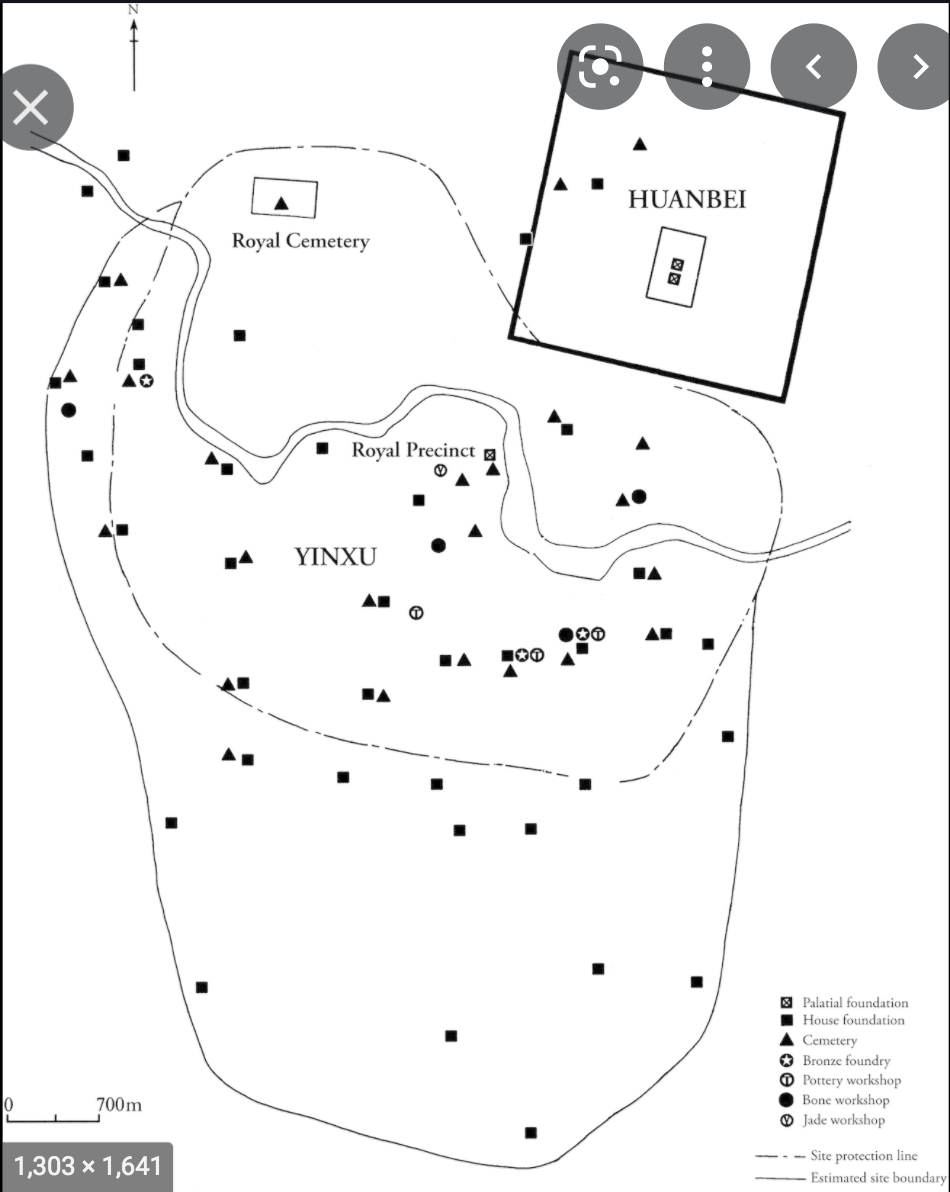 N
HUANBEI
Royal Cemetery
Royal Precinct
YINXU
Palatial foundation
House foundation
Cemetery
Bronze foundry
Pottery workshop
Bone workshop
Jade workshop
0 700m
Site protection line
Estimated site boundary
1,303 × 1,641